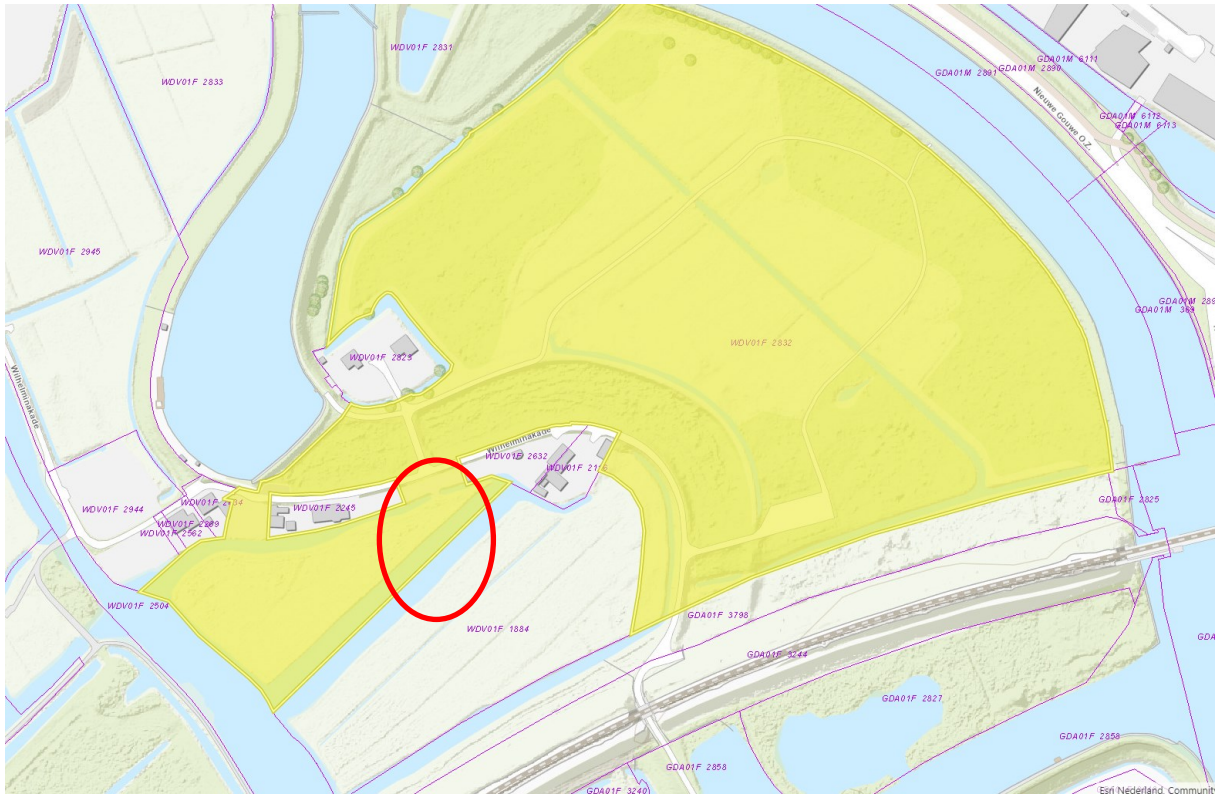 WDV01F 2831
WDV01F 2833
GDA01M 6111
GDA01M 2890
GDA01M 2891
Nieuwe Gouwe O.Z.
GDA01M 6112
GDA01M 6113
WDV01F 2945
GDA01M 369
WDV01F 2832
WDV01F 2823
Wilhelminakade
Wilhelminakade
WDV01F 2632
WDV01F 2245
WDV01F 2944
WDV01F 2562
GDA01F 2825
WDV01F 2504
WDV01F 1884
GDA01F 3798
GDA01F 3244
GDA01F 2827
GDA01F 2858
GDA01F 2858
GDA01F 3240
Esri Nederland, Community